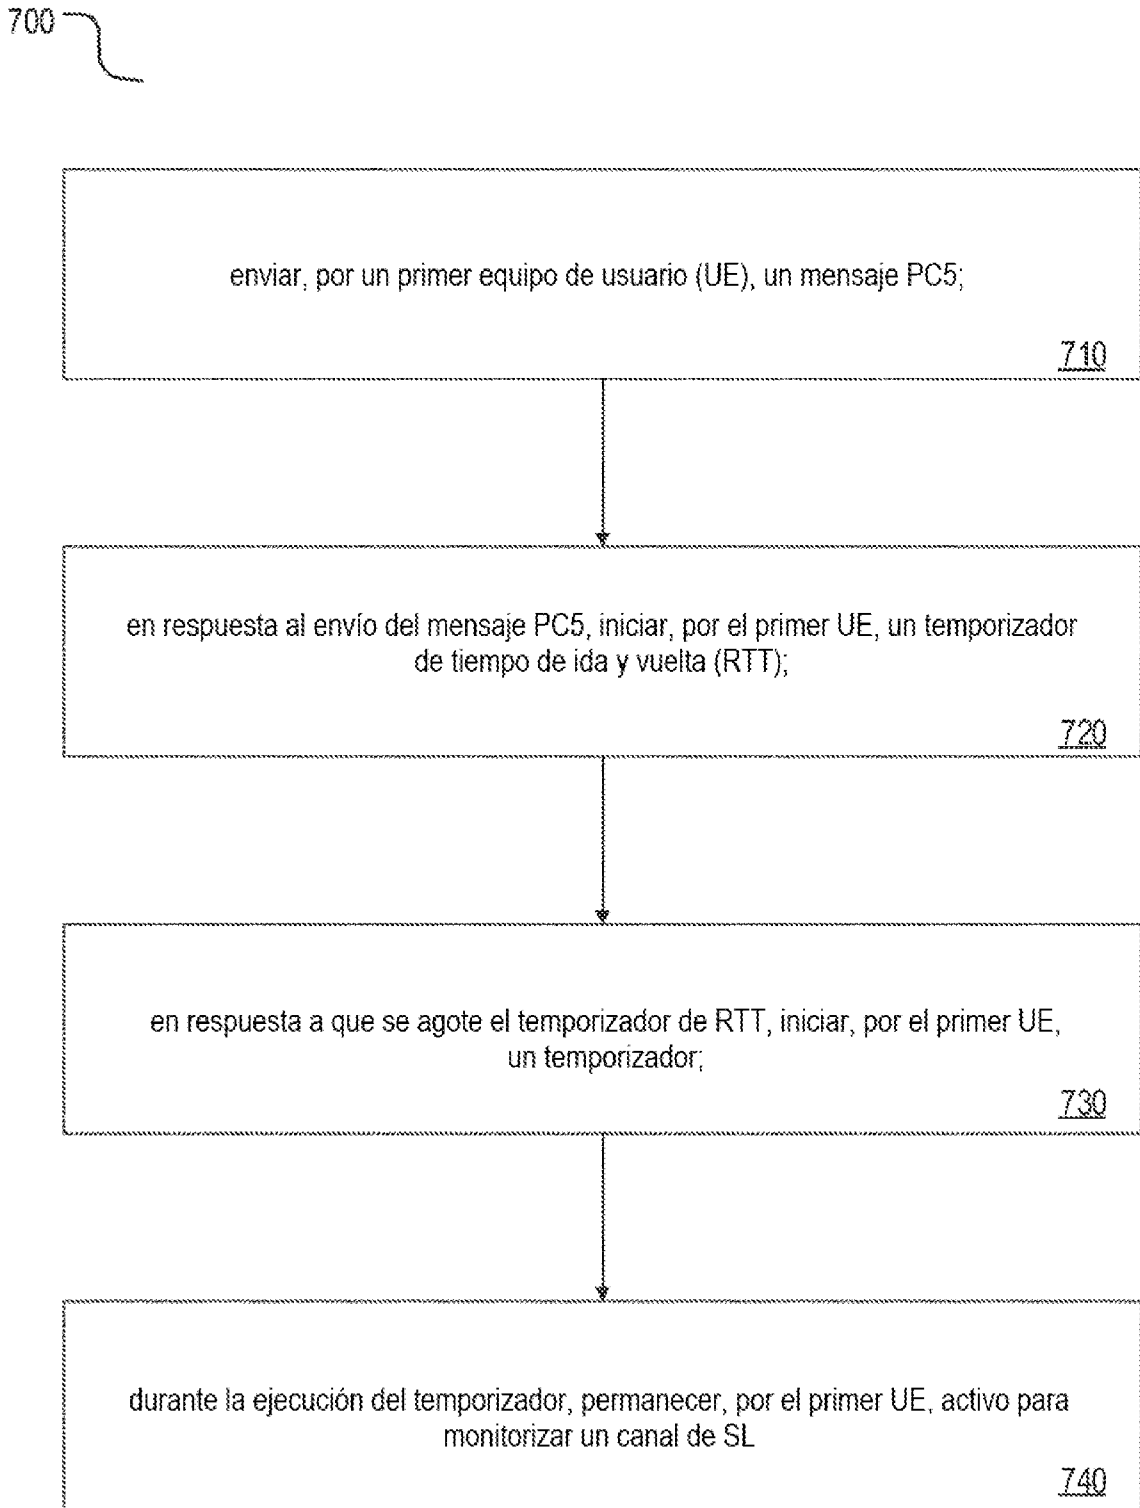 700
enviar, por un primer equipo de usuario (UE), un mensaje PC5;
710
en respuesta al envío del mensaje PC5, iniciar, por el primer UE, un temporizador
de tiempo de ida y vuelta (RTT);
720
en respuesta a que se agote el temporizador de RTT, iniciar, por el primer UE,
un temporizador;
730
durante la ejecución del temporizador, permanecer, por el primer UE, activo para
monitorizar un canal de SL
740